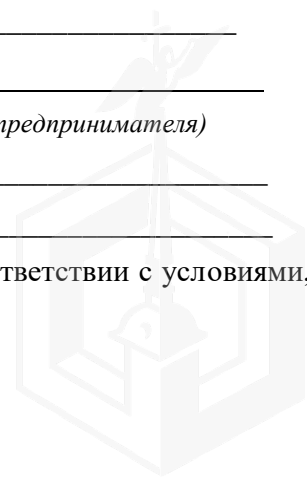 предпринимателя)
ответствии с условиями,